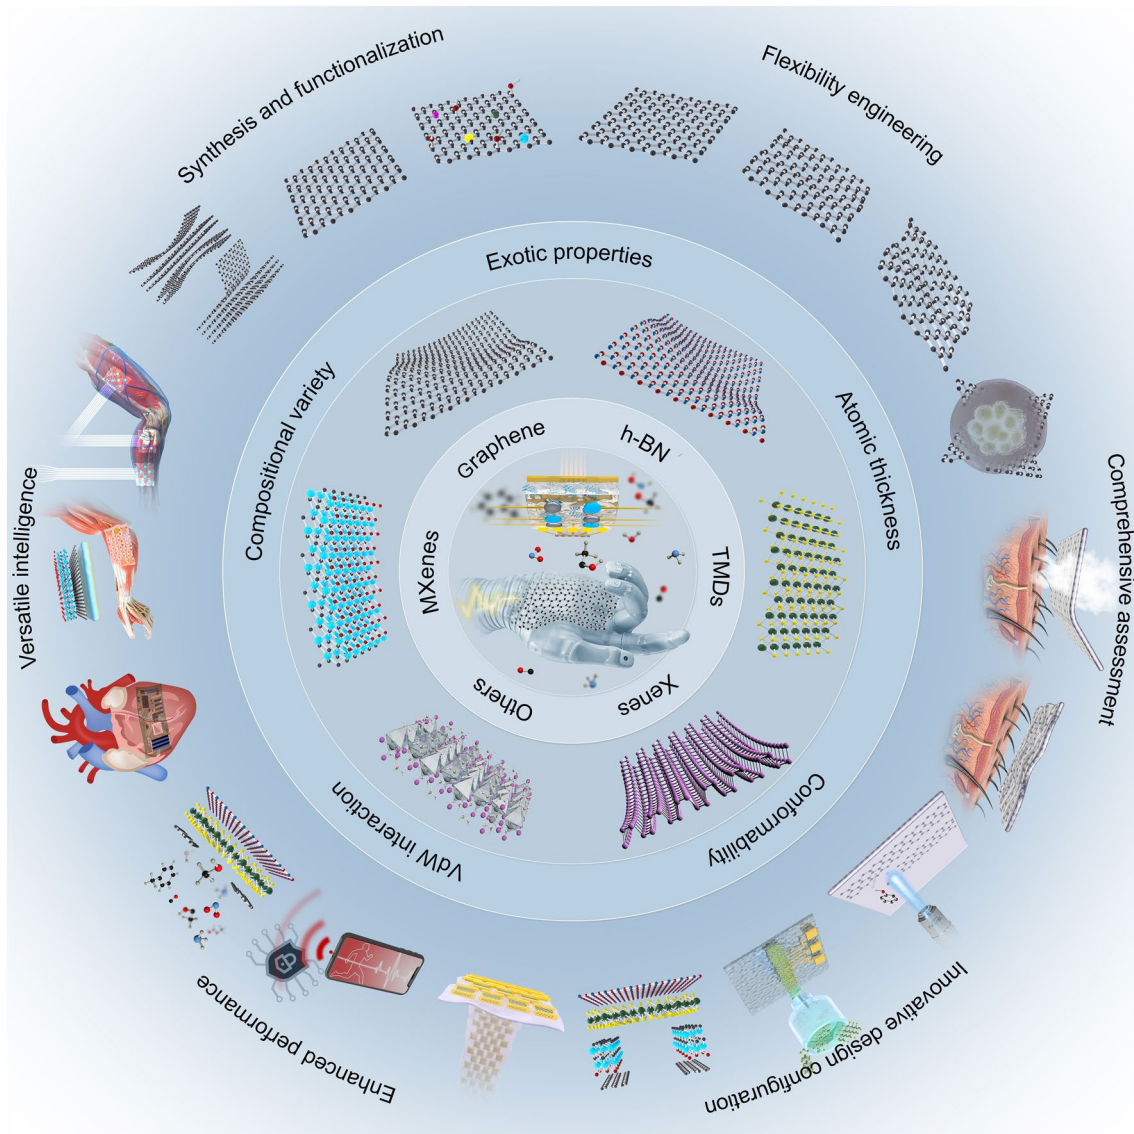 Synthesis and functionalization
Flexibility engineering
Comprehensive assessment
Innovative design configuration
Enhanced performance
Versatile intelligence
Exotic properties
Atomic thickness
Conformability
VdW interaction
Compositional variety
Graphene
h-BN
TMDs
Xenes
Others
MXenes